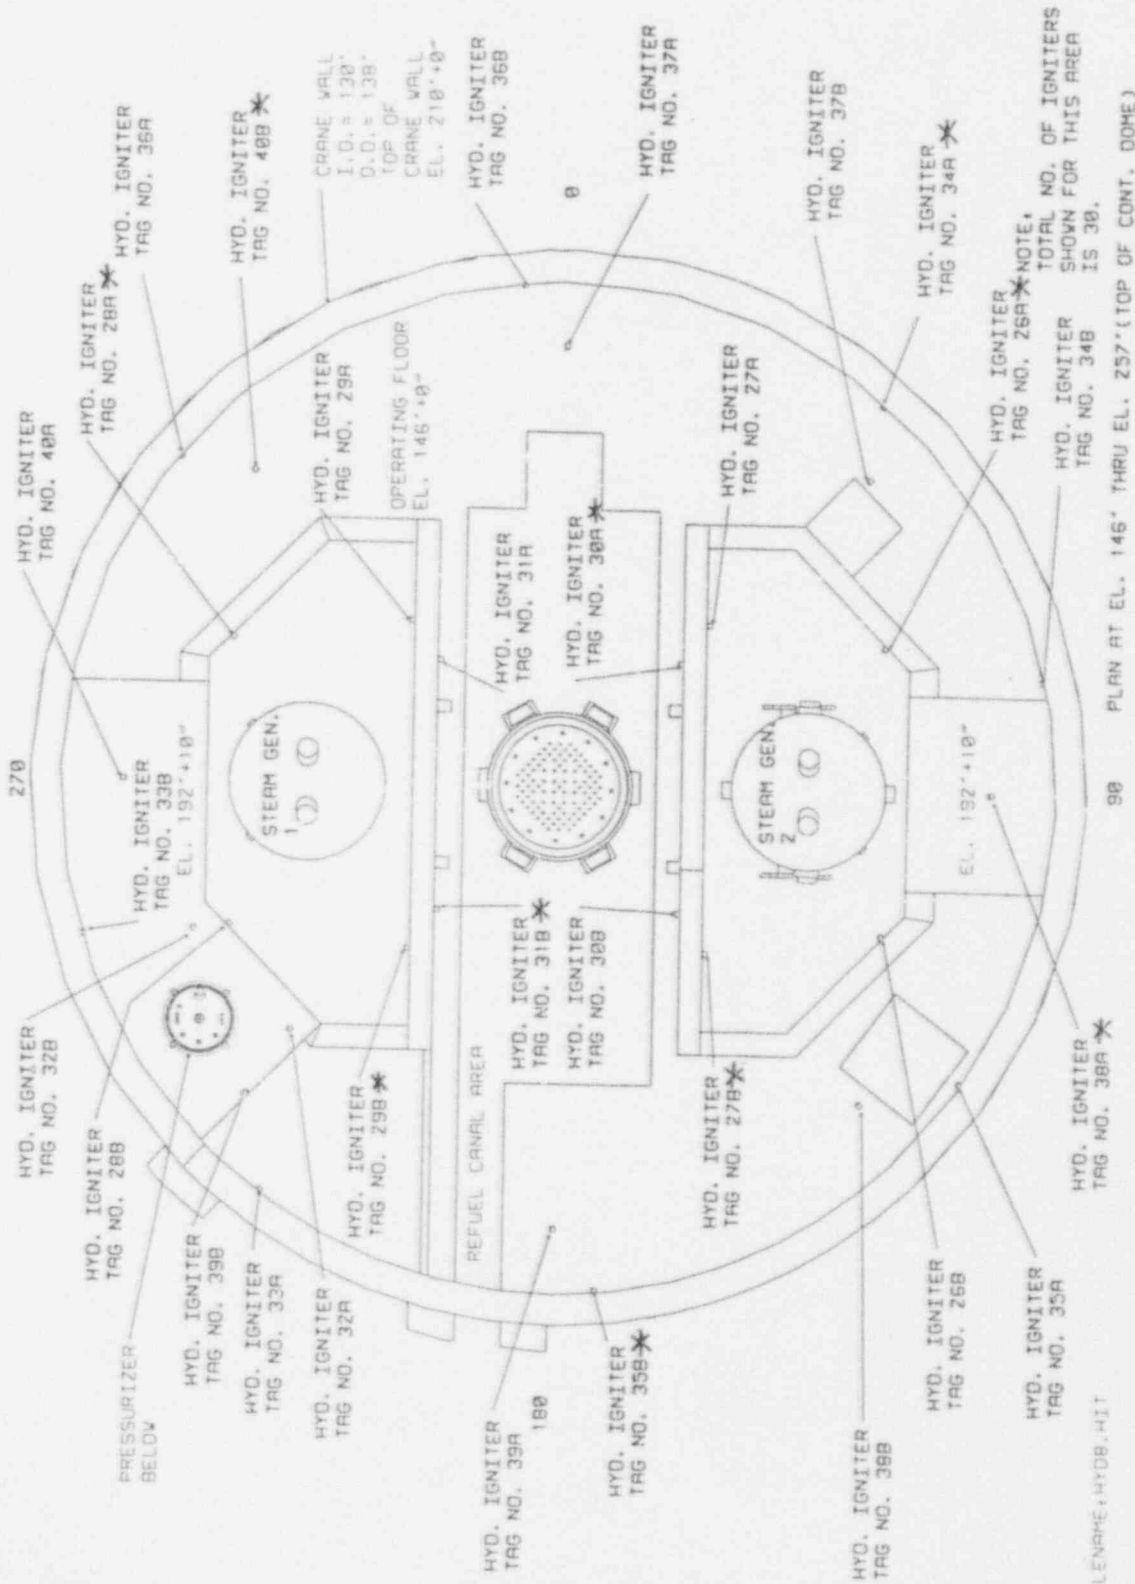 HYD. IGNITER
TAG NO. 32B
HYD. IGNITER
TAG NO. 28B
PRESSURIZER
BELOW
HYD. IGNITER
TAG NO. 39B
HYD. IGNITER
TAG NO. 33A
HYD. IGNITER
TAG NO. 32A
HYD. IGNITER
TAG NO. 29B*
270
HYD. IGNITER
TAG NO. 33B
EL. 192'+10"
HYD. IGNITER
TAG NO. 40A
HYD. IGNITER
TAG NO. 28A*
HYD. IGNITER
TAG NO. 36A
HYD. IGNITER
TAG NO. 40B*
CRANE WALL
I.D.= 130'
O.D.= 138'
TOP OF
CRANE WALL
EL. 210'+0"
HYD. IGNITER
TAG NO. 36B
STEAM GEN.
1
HYD. IGNITER
TAG NO. 29A
OPERATING FLOOR
EL. 146'+0"
REFUEL CANAL AREA
HYD. IGNITER
TAG NO. 31B*
HYD. IGNITER
TAG NO. 30B
HYD. IGNITER
TAG NO. 31A
HYD. IGNITER
TAG NO. 30A*
0
HYD. IGNITER
TAG NO. 37A
HYD. IGNITER
TAG NO. 39A
180
HYD. IGNITER
TAG NO. 35B*
HYD. IGNITER
TAG NO. 27B*
STEAM GEN.
2
HYD. IGNITER
TAG NO. 27A
HYD. IGNITER
TAG NO. 37B
HYD. IGNITER
TAG NO. 38B
HYD. IGNITER
TAG NO. 26B
EL. 192'+10"
HYD. IGNITER
TAG NO. 34A*
HYD. IGNITER
TAG NO. 26A*
HYD. IGNITER
TAG NO. 35A
HYD. IGNITER
TAG NO. 38A*
HYD. IGNITER
TAG NO. 34B
NOTE:
TOTAL NO. OF IGNITERS
SHOWN FOR THIS AREA
IS 30.
90
PLAN AT EL. 146' THRU EL. 257'(TOP OF CONT. DOME)
LENAME:HYDB.HIT